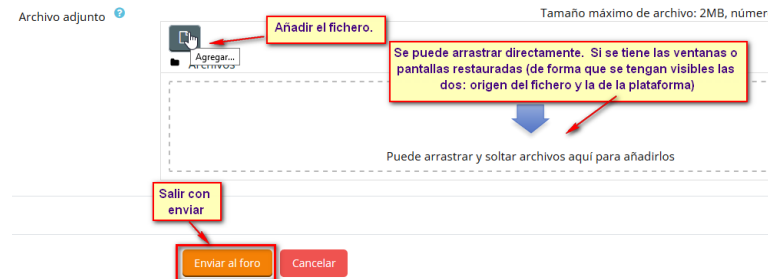 Archivo adjunto
Tamaño máximo de archivo: 2MB, númer
Añadir el fichero.
Agregar...
Archivos
Se puede arrastrar directamente. Si se tiene las ventanas o
pantallas restauradas (de forma que se tengan visibles las
dos: origen del fichero y la de la plataforma)
Puede arrastrar y soltar archivos aquí para añadirlos
Salir con
enviar
Enviar al foro
Cancelar